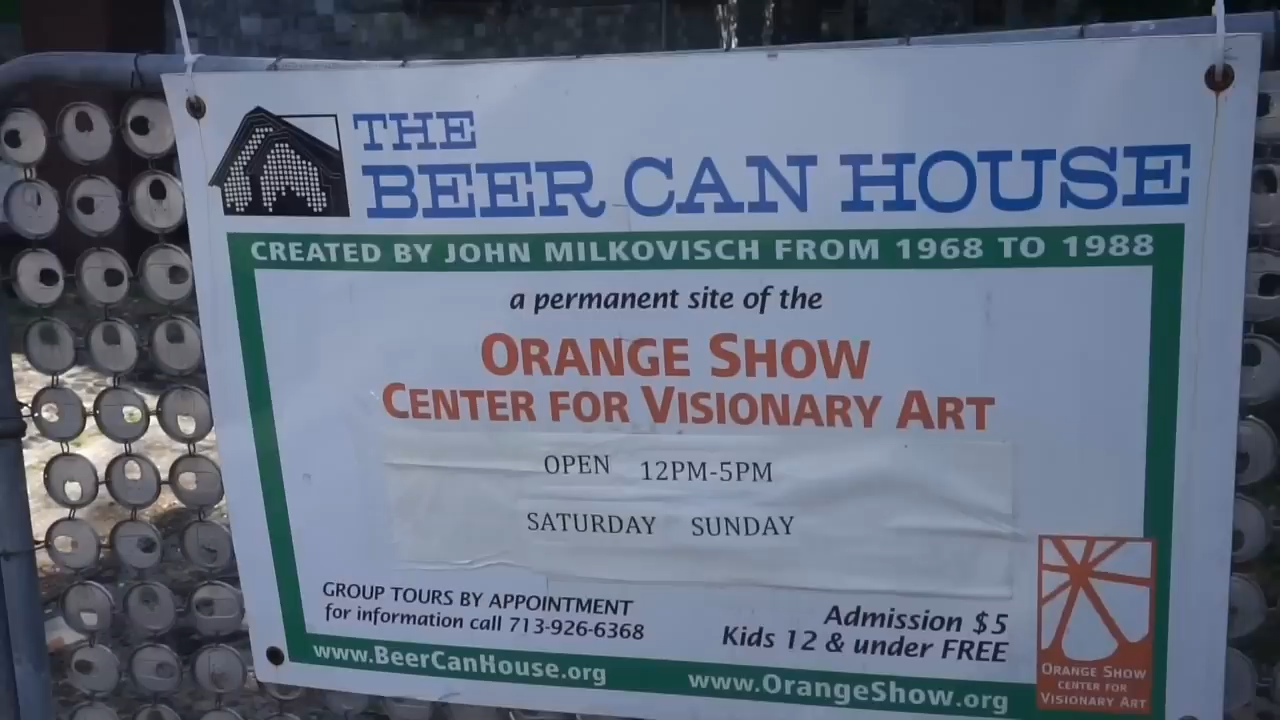 THE
BEER CAN HOUSE
CREATED BY JOHN MILKOVISCH FROM 1968 TO 1988
a permanent site of the
ORANGE SHOW
CENTER FOR VISIONARY ART
OPEN 12PM-5PM
SATURDAY SUNDAY
GROUP TOURS BY APPOINTMENT
for information call 713-926-6368
Admission $5
Kids 12 & under FREE
www.BeerCanHouse.org
www.OrangeShow.org
ORANGE SHOW
CENTER FOR
VISIONARY ART